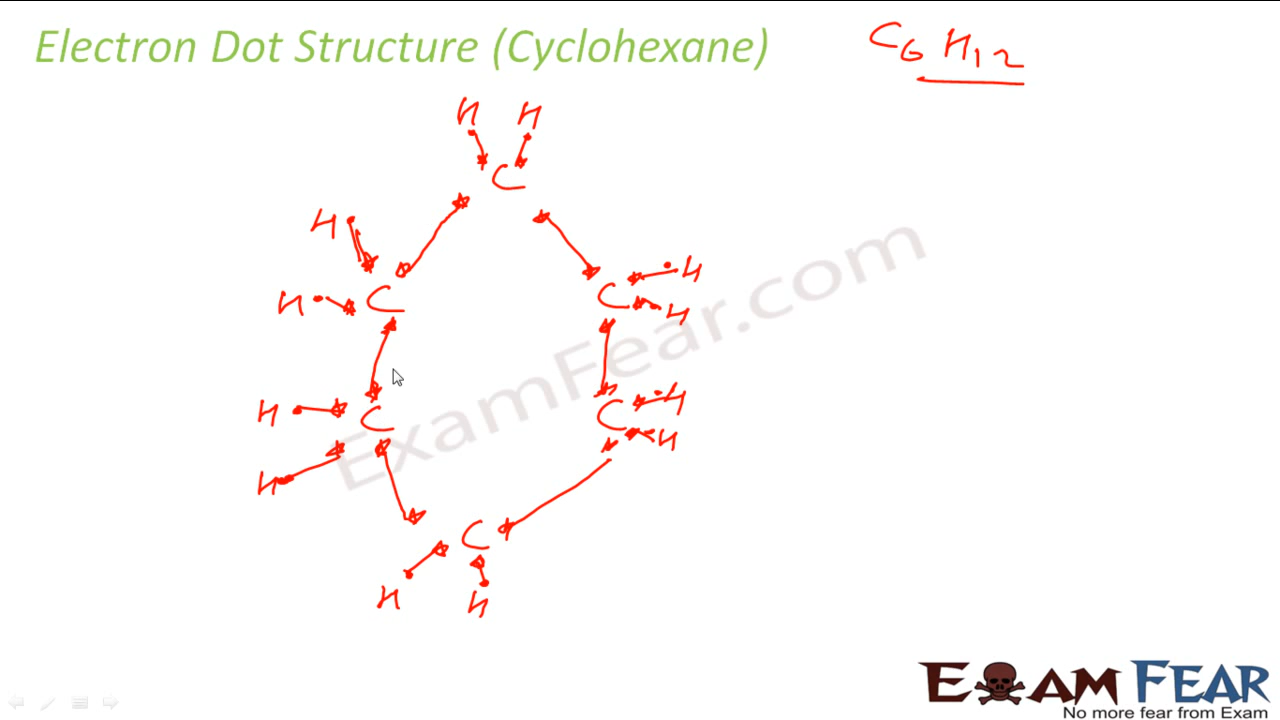 Electron Dot Structure (Cyclohexane)
C6 H12
H H
C
H
H C
C H
H
H C
H
C H
H
C
H H
ExamFear.com
EXAM FEAR
No more fear from Exam